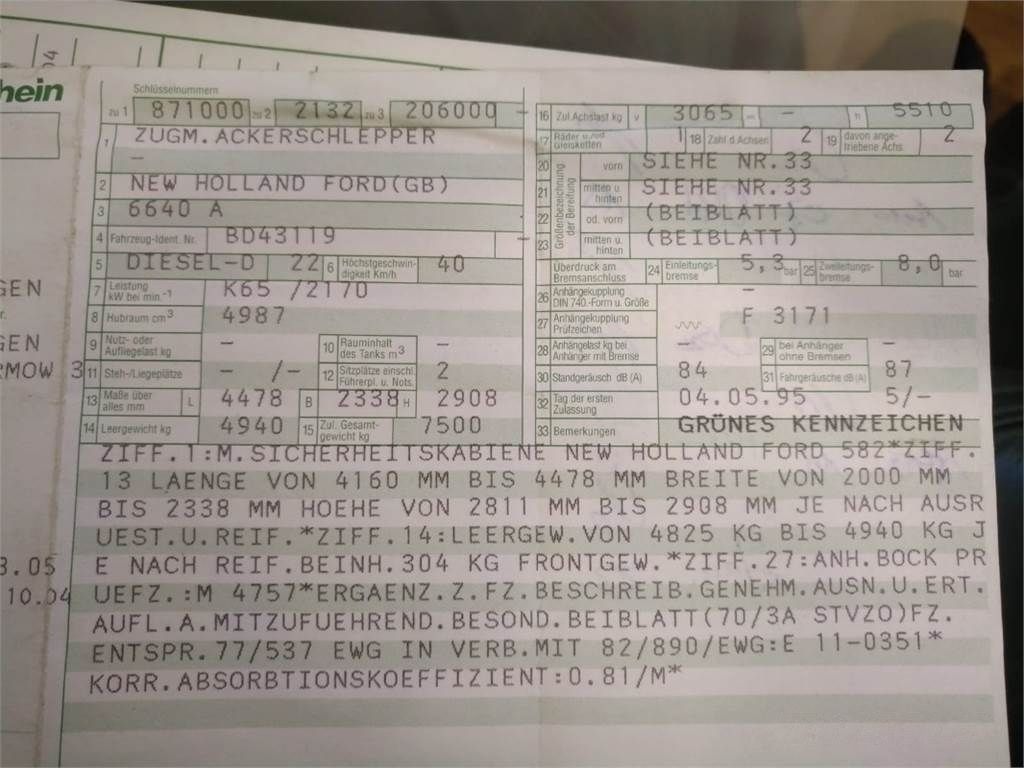 hein
Schlüsselnummern
zu 1 871000 zu 2 2132 zu 3 206000 -
1 ZUGM.ACKERSCHLEPPER
-
2 NEW HOLLAND FORD(GB)
3 6640 A
4 Fahrzeug-Ident. Nr. BD43119 -
5 DIESEL-D 22 6 Höchstgeschwin-digkeit Km/h 40
7 Leistung kW bei min.-1 K65 /2170
8 Hubraum cm3 4987
9 Nutz- oder Aufliegelast kg - 10 Rauminhalt des Tanks m3 -
11 Steh-/Liegeplätze - /- 12 Sitzplätze einschl. Führerpl. u. Nots. 2
13 Maße über alles mm L 4478 B 2338 H 2908
14 Leergewicht kg 4940 15 Zul. Gesamt-gewicht kg 7500
16 Zul.Achslast kg v 3065 m - h 5510
17 Räder u./od. Gleisketten 1 18 Zahl d.Achsen 2 19 davon ange-triebene Achs. 2
Größenbezeichnung der Bereifung
20 vorn SIEHE NR.33
21 mitten u hinten SIEHE NR.33
22 od. vorn (BEIBLATT)
23 mitten u. hinten (BEIBLATT)
Überdruck am Bremsanschluss 24 Einleitungs-bremse 5,3 bar 25 Zweileitungs-bremse 8,0 bar
26 Anhängekupplung DIN 740.-Form u. Größe -
27 Anhängekupplung Prüfzeichen F 3171
28 Anhängelast kg bei Anhänger mit Bremse - 29 bei Anhänger ohne Bremsen -
30 Standgeräusch dB (A) 84 31 Fahrgeräusche dB (A) 87
32 Tag der ersten Zulassung 04.05.95 5/-
33 Bemerkungen GRÜNES KENNZEICHEN
ZIFF.1:M.SICHERHEITSKABIENE NEW HOLLAND FORD 582*ZIFF.
13 LAENGE VON 4160 MM BIS 4478 MM BREITE VON 2000 MM
BIS 2338 MM HOEHE VON 2811 MM BIS 2908 MM JE NACH AUSR
UEST.U.REIF.*ZIFF.14:LEERGEW.VON 4825 KG BIS 4940 KG J
E NACH REIF.BEINH.304 KG FRONTGEW.*ZIFF.27:ANH.BOCK PR
UEFZ.:M 4757*ERGAENZ.Z.FZ.BESCHREIB.GENEHM.AUSN.U.ERT.
AUFL.A.MITZUFUEHREND.BESOND.BEIBLATT(70/3A STVZO)FZ.
ENTSPR.77/537 EWG IN VERB.MIT 82/890/EWG:E 11-0351*
KORR.ABSORBTIONSKOEFFIZIENT:0.81/M*
GEN
r.
GEN
RMOW 3
3.05
10.04
04